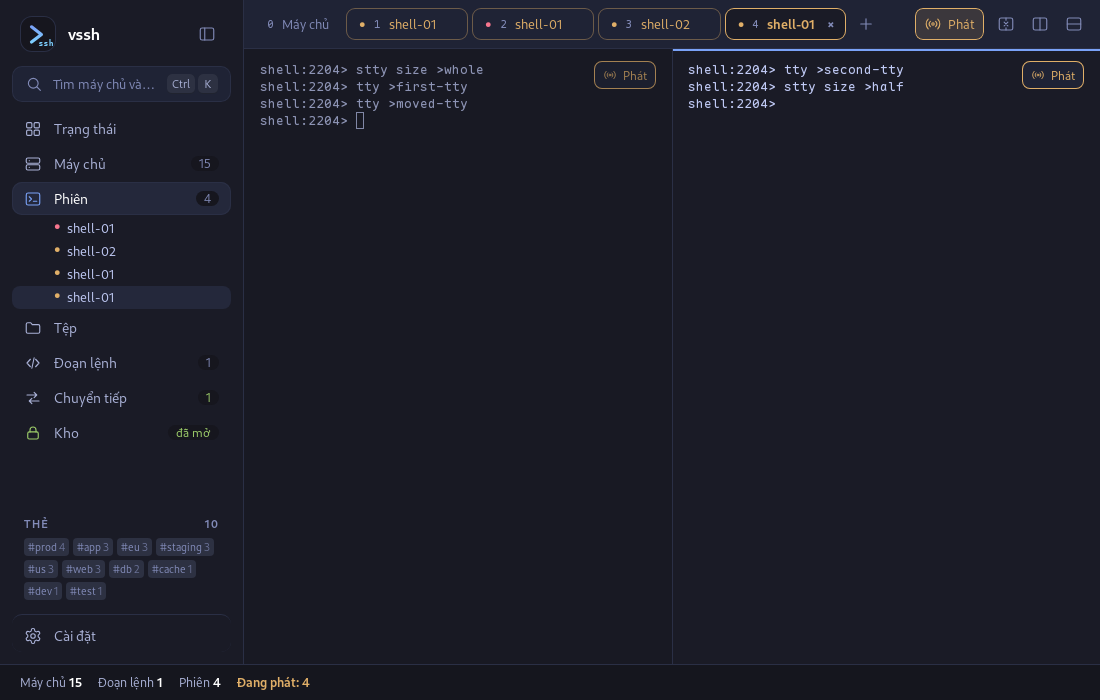 ssh
vssh
Tìm máy chủ và… Ctrl K
Trạng thái
Máy chủ 15
Phiên 4
shell-01
shell-02
shell-01
shell-01
Tệp
Đoạn lệnh 1
Chuyển tiếp 1
Kho đã mở
THẺ 10
#prod 4 #app 3 #eu 3 #staging 3
#us 3 #web 3 #db 2 #cache 1
#dev 1 #test 1
Cài đặt
0 Máy chủ 1 shell-01 2 shell-01 3 shell-02 4 shell-01 × + Phát
shell:2204> stty size >whole
shell:2204> tty >first-tty
shell:2204> tty >moved-tty
shell:2204>
Phát
shell:2204> tty >second-tty
shell:2204> stty size >half
shell:2204>
Phát
Máy chủ 15 Đoạn lệnh 1 Phiên 4 Đang phát: 4